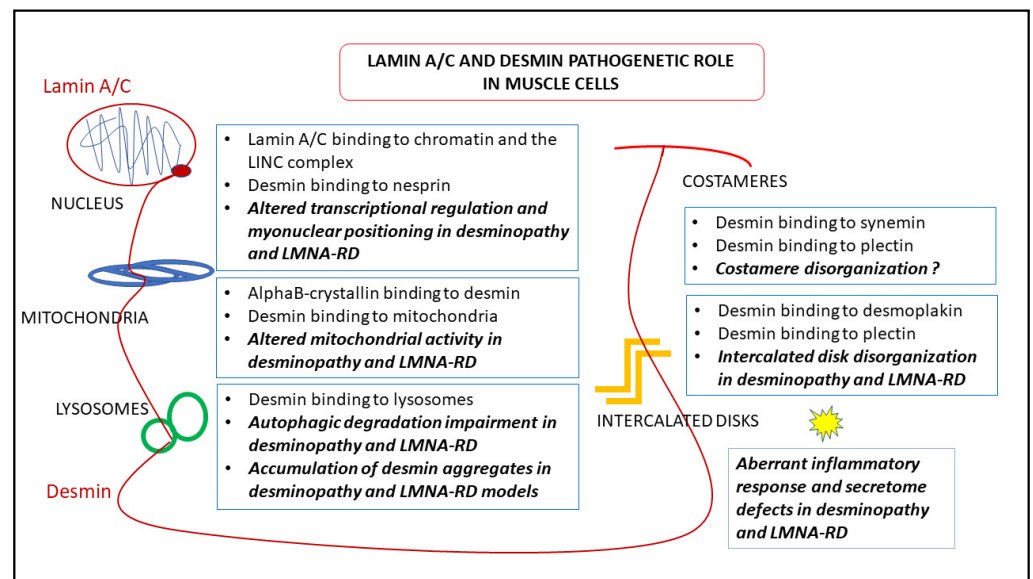 LAMIN A/C AND DESMIN PATHOGENETIC ROLE
IN MUSCLE CELLS
Lamin A/C
NUCLEUS
• Lamin A/C binding to chromatin and the
LINC complex
• Desmin binding to nesprin
• Altered transcriptional regulation and
myonuclear positioning in desminopathy
and LMNA-RD
MITOCHONDRIA
• AlphaB-crystallin binding to desmin
• Desmin binding to mitochondria
• Altered mitochondrial activity in
desminopathy and LMNA-RD
LYSOSOMES
• Desmin binding to lysosomes
• Autophagic degradation impairment in
desminopathy and LMNA-RD
• Accumulation of desmin aggregates in
desminopathy and LMNA-RD models
Desmin
COSTAMERES
• Desmin binding to synemin
• Desmin binding to plectin
• Costamere disorganization ?
• Desmin binding to desmoplakin
• Desmin binding to plectin
• Intercalated disk disorganization
in desminopathy and LMNA-RD
INTERCALATED DISKS
Aberrant inflammatory
response and secretome
defects in desminopathy
and LMNA-RD